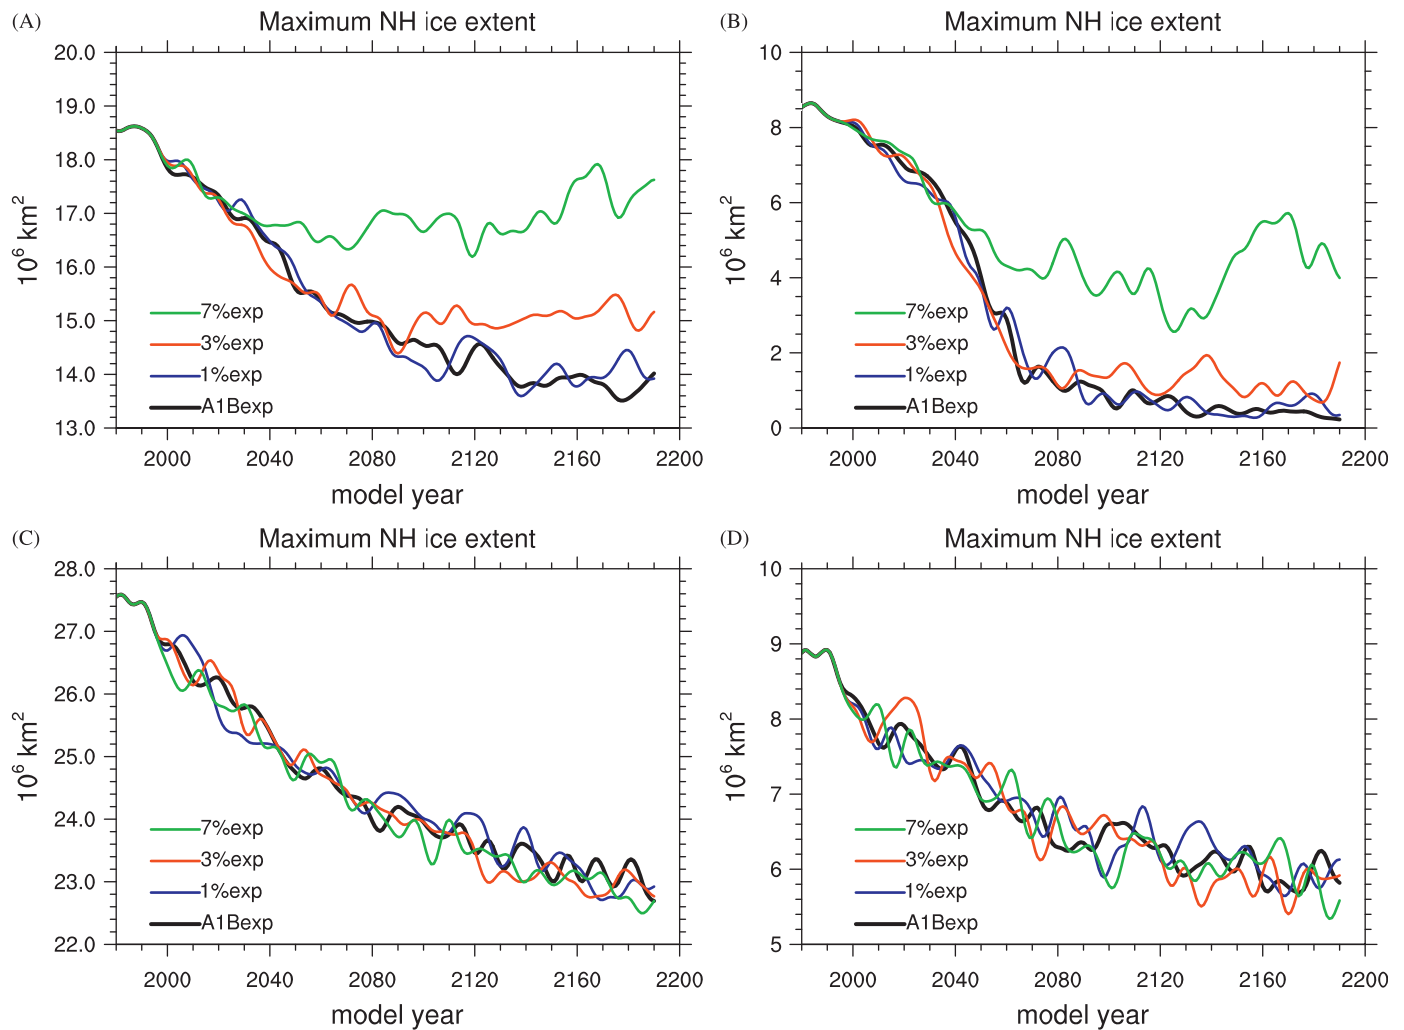 (A)
Maximum NH ice extent
20.0
19.0
18.0
17.0
16.0
15.0
14.0
13.0
10⁶ km²
7%exp
3%exp
1%exp
A1Bexp
2000 2040 2080 2120 2160 2200
model year
(B)
Maximum NH ice extent
10
8
6
4
2
0
10⁶ km²
7%exp
3%exp
1%exp
A1Bexp
2000 2040 2080 2120 2160 2200
model year
(C)
Maximum NH ice extent
28.0
27.0
26.0
25.0
24.0
23.0
22.0
10⁶ km²
7%exp
3%exp
1%exp
A1Bexp
2000 2040 2080 2120 2160 2200
model year
(D)
Maximum NH ice extent
10
9
8
7
6
5
10⁶ km²
7%exp
3%exp
1%exp
A1Bexp
2000 2040 2080 2120 2160 2200
model year